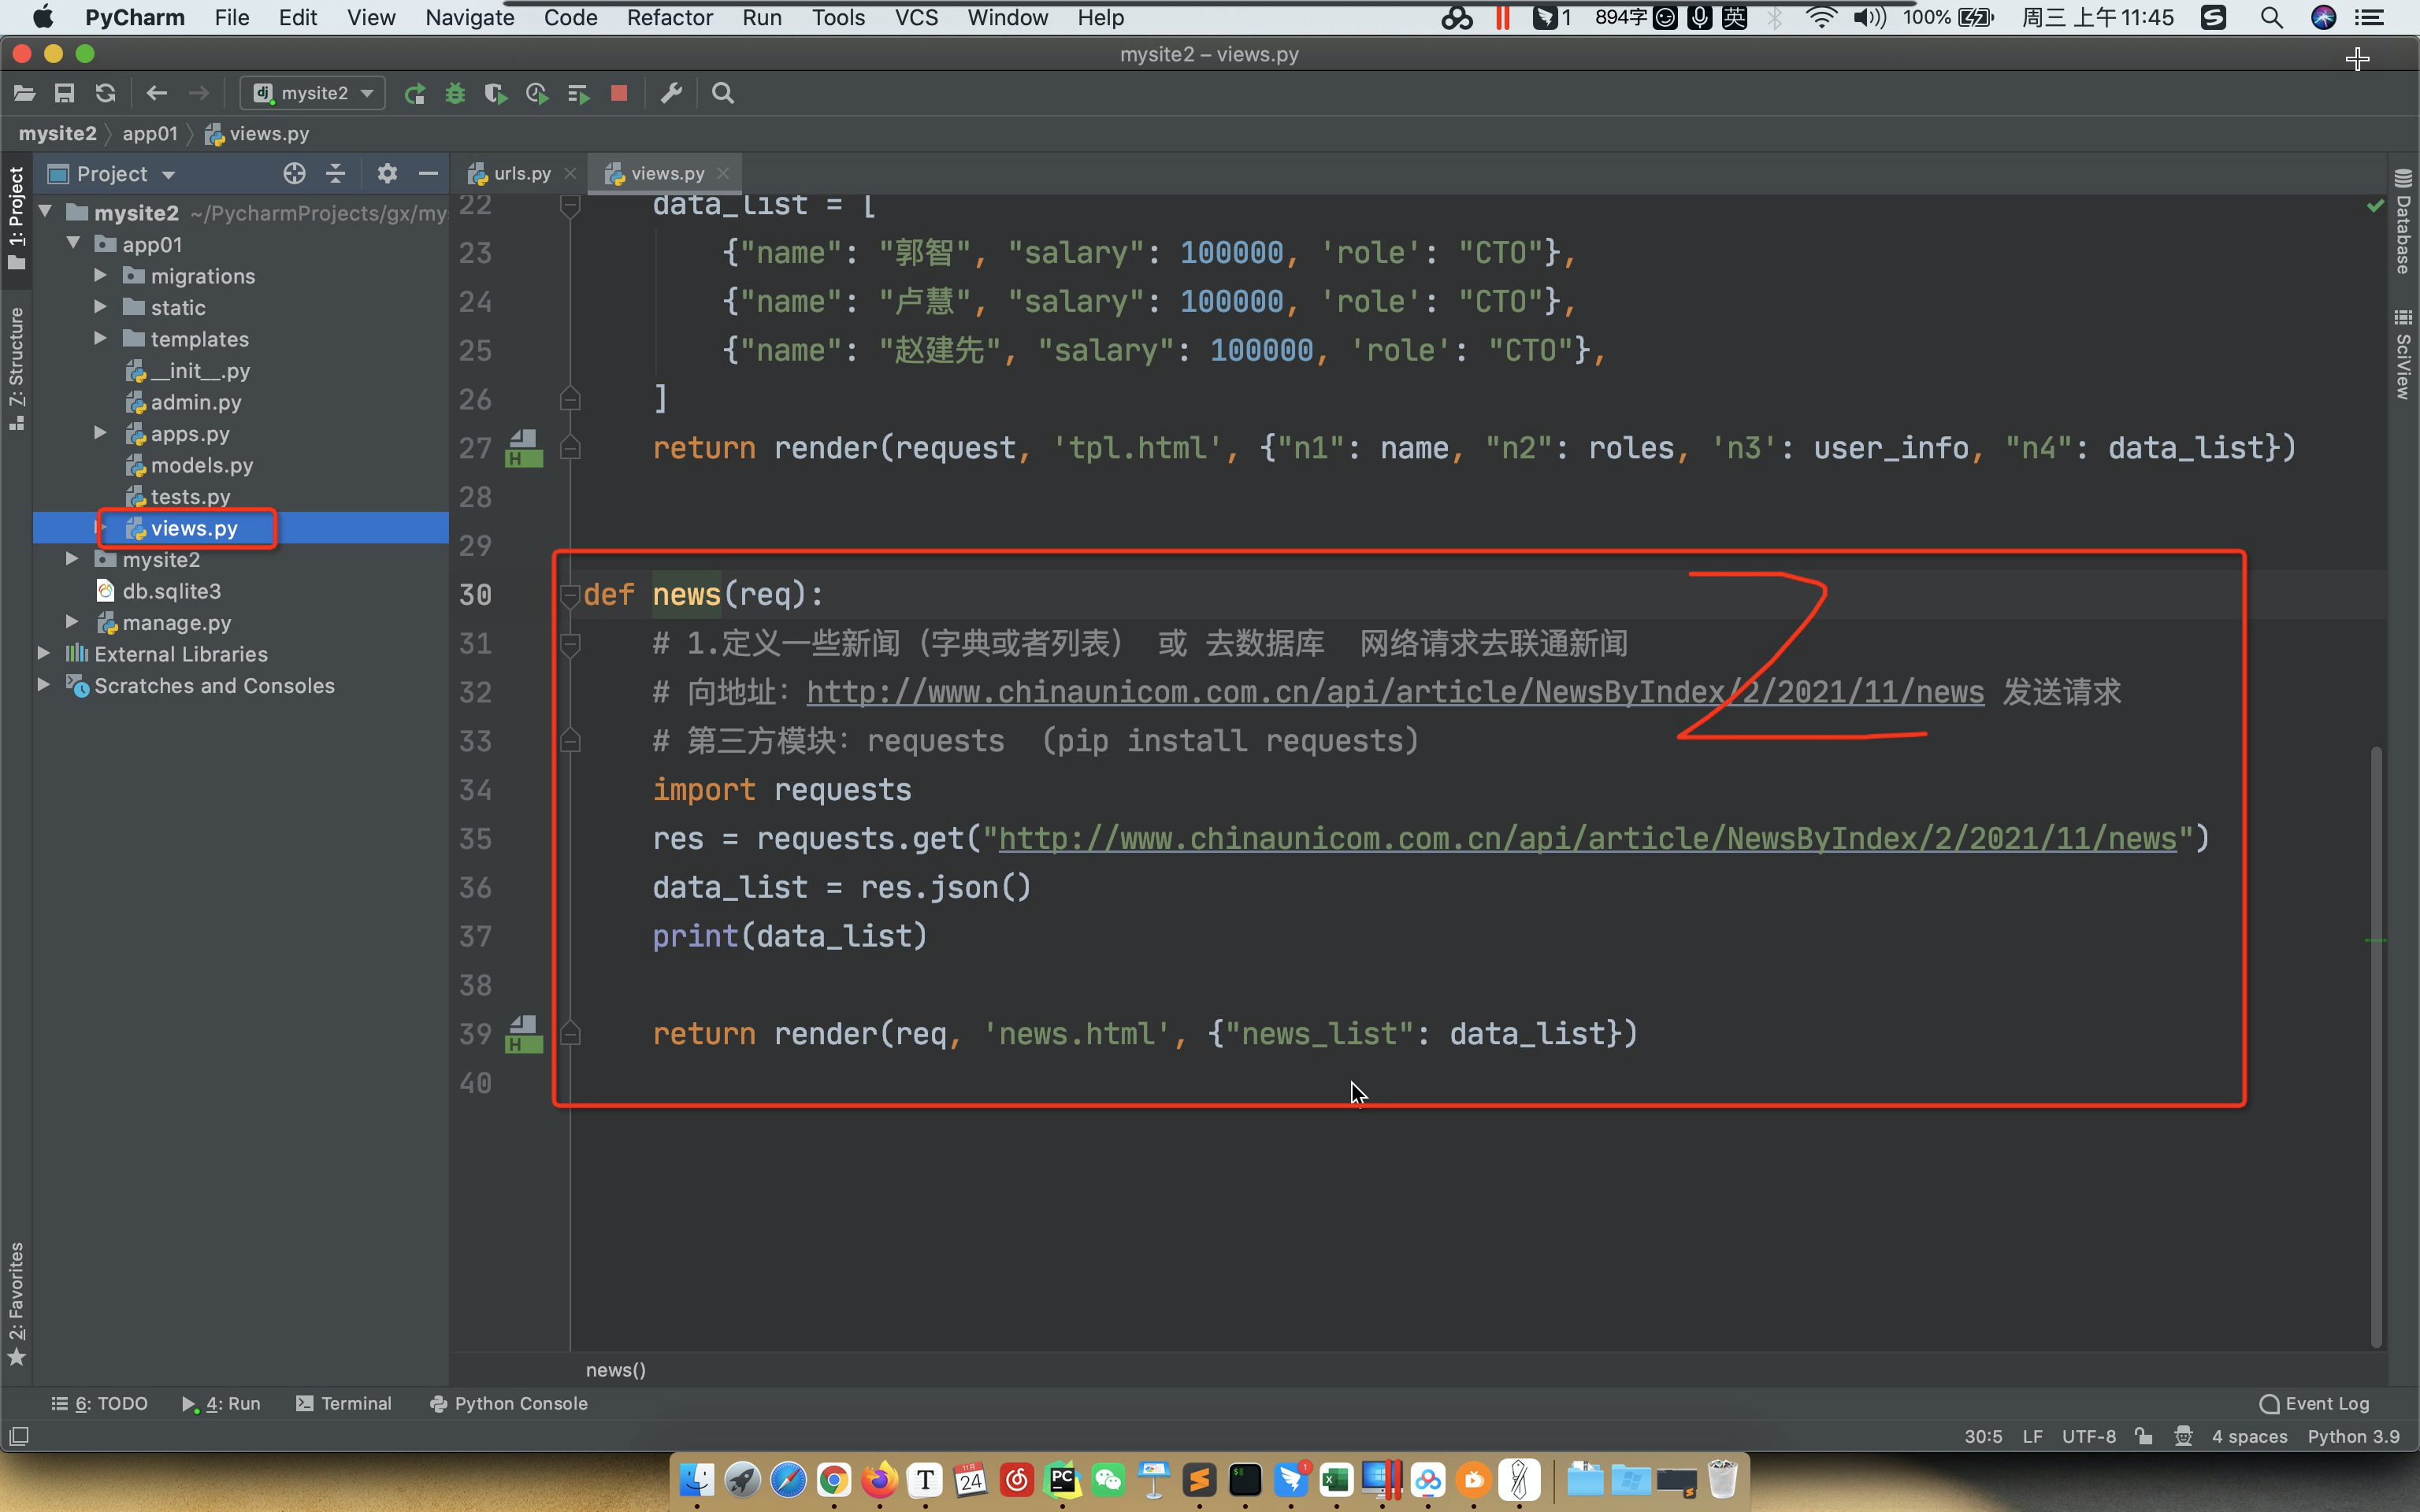 PyCharm File Edit View Navigate Code Refactor Run Tools VCS Window Help 1 894字 英 100% 周三 上午11:45
mysite2 – views.py
mysite2
mysite2 app01 views.py
Project urls.py views.py
1: Project
7: Structure
2: Favorites
mysite2 ~/PycharmProjects/gx/my
app01
migrations
static
templates
__init__.py
admin.py
apps.py
models.py
tests.py
views.py
mysite2
db.sqlite3
manage.py
External Libraries
Scratches and Consoles
22 data_list = [
23 {"name": "郭智", "salary": 100000, 'role': "CTO"},
24 {"name": "卢慧", "salary": 100000, 'role': "CTO"},
25 {"name": "赵建先", "salary": 100000, 'role': "CTO"},
26 ]
27 return render(request, 'tpl.html', {"n1": name, "n2": roles, 'n3': user_info, "n4": data_list})
28
29
30 def news(req):
31 # 1.定义一些新闻（字典或者列表） 或 去数据库 网络请求去联通新闻
32 # 向地址：http://www.chinaunicom.com.cn/api/article/NewsByIndex/2/2021/11/news 发送请求
33 # 第三方模块：requests （pip install requests）
34 import requests
35 res = requests.get("http://www.chinaunicom.com.cn/api/article/NewsByIndex/2/2021/11/news")
36 data_list = res.json()
37 print(data_list)
38
39 return render(req, 'news.html', {"news_list": data_list})
40
2
Database
SciView
news()
6: TODO 4: Run Terminal Python Console Event Log
30:5 LF UTF-8 4 spaces Python 3.9
11月
24